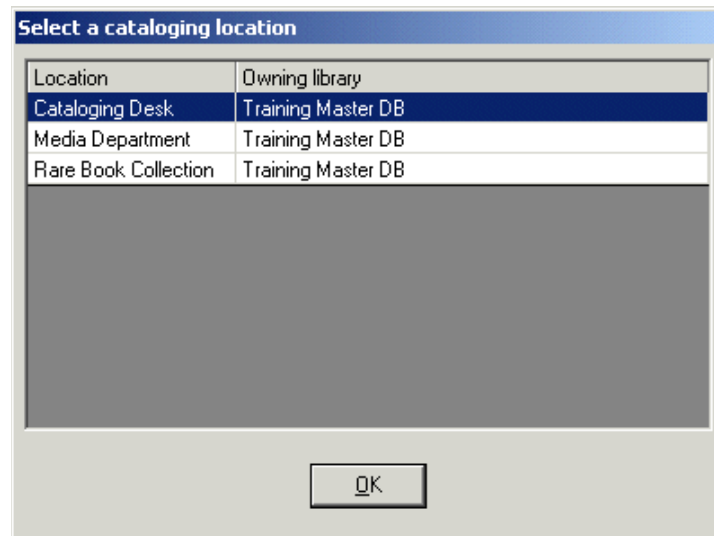 Select a cataloging location
Location Owning library
Cataloging Desk Training Master DB
Media Department Training Master DB
Rare Book Collection Training Master DB
OK